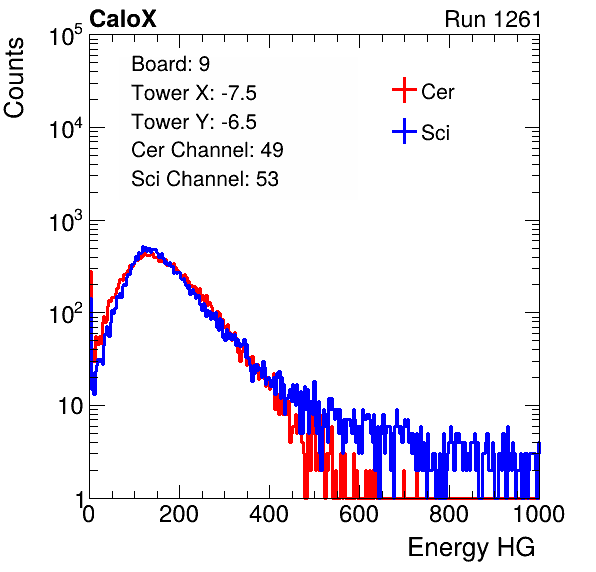 CaloX Run 1261
Counts
Board: 9
Tower X: -7.5
Tower Y: -6.5
Cer Channel: 49
Sci Channel: 53
Cer
Sci
10^5
10^4
10^3
10^2
10
1
0 200 400 600 800 1000
Energy HG